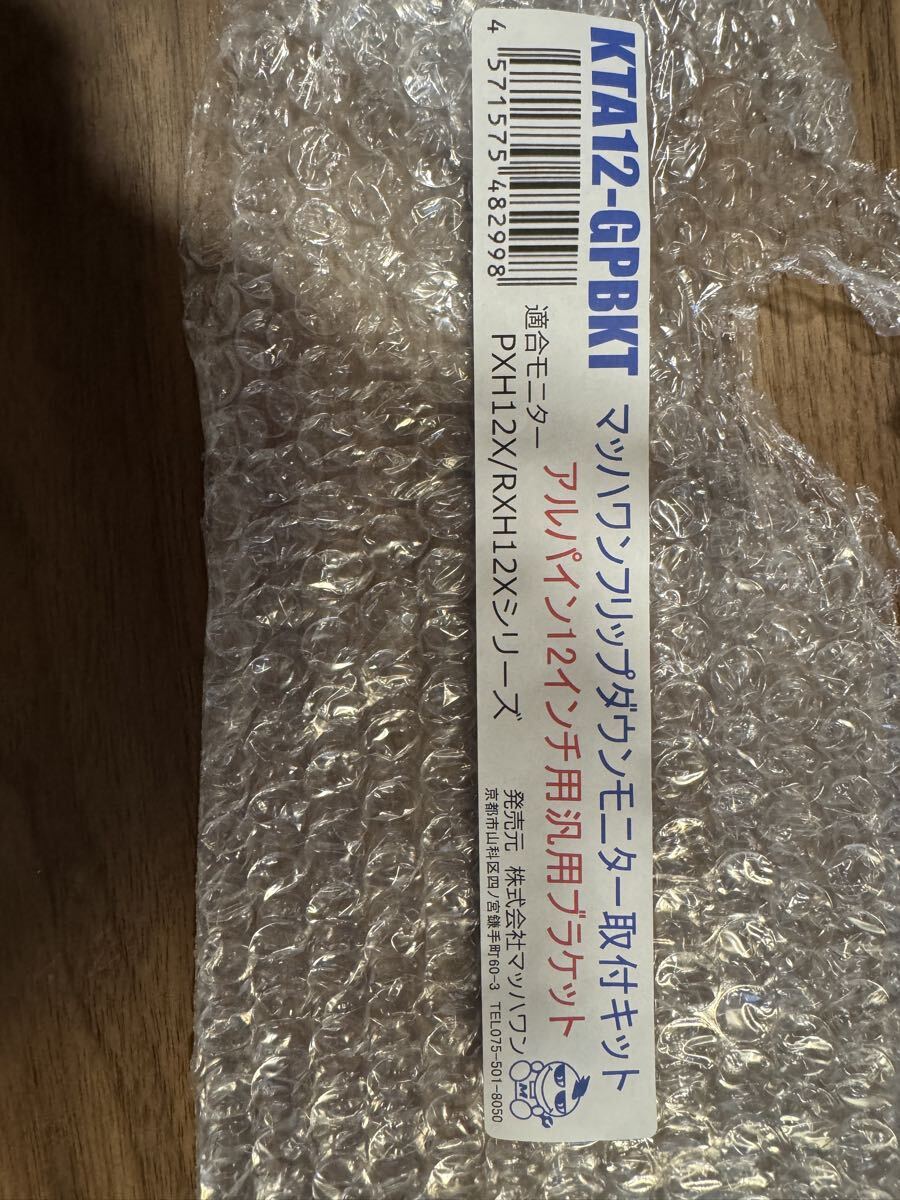 KTA12-GPBKT マッハワンフリップダウンモニター取付キット
アルパイン12インチ用汎用ブラケット
4 571575 482998
適合モニター
PXH12X/RXH12Xシリーズ
発売元 株式会社マッハワン
京都市山科区四ノ宮鎌手町60-3 TEL075-501-8050
M